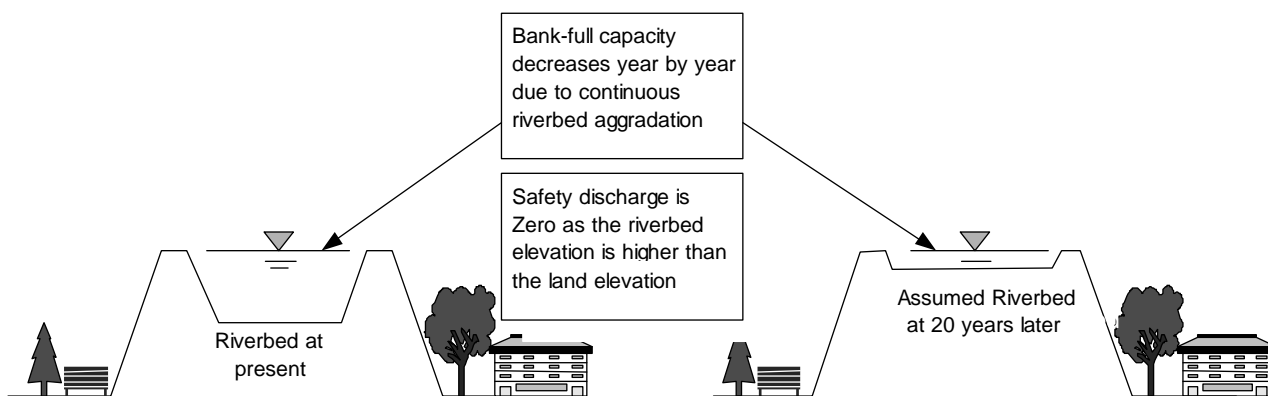 Bank-full capacity
decreases year by year
due to continuous
riverbed aggradation
Safety discharge is
Zero as the riverbed
elevation is higher than
the land elevation
Riverbed at
present
Assumed Riverbed
at 20 years later